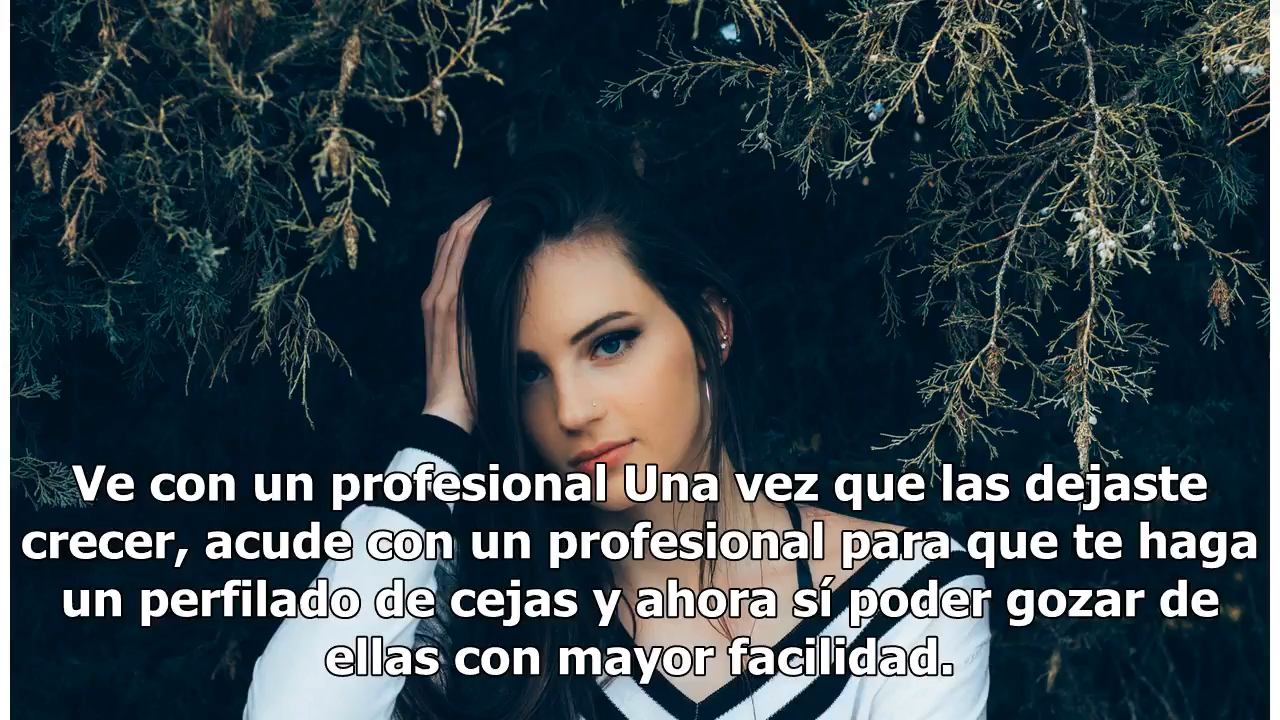 Ve con un profesional Una vez que las dejaste
crecer, acude con un profesional para que te haga
un perfilado de cejas y ahora sí poder gozar de
ellas con mayor facilidad.